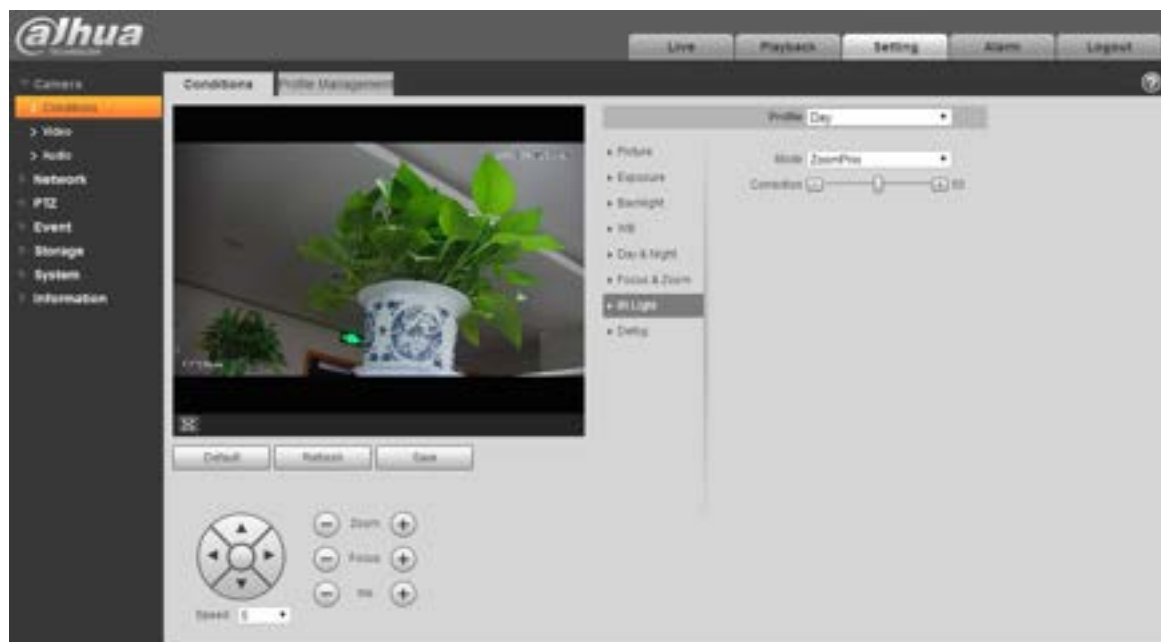 alhua
TECHNOLOGY
Live
Playback
Setting
Alarm
Logout
Camera
Conditions
Video
Audio
Network
PTZ
Event
Storage
System
Information
Conditions
Profile Management
Profile
Day
Picture
Exposure
Backlight
WB
Day & Night
Focus & Zoom
IR Light
Defog
Mode
ZoomPrio
Correction
50
Default
Refresh
Save
Zoom
Focus
Iris
Speed
5